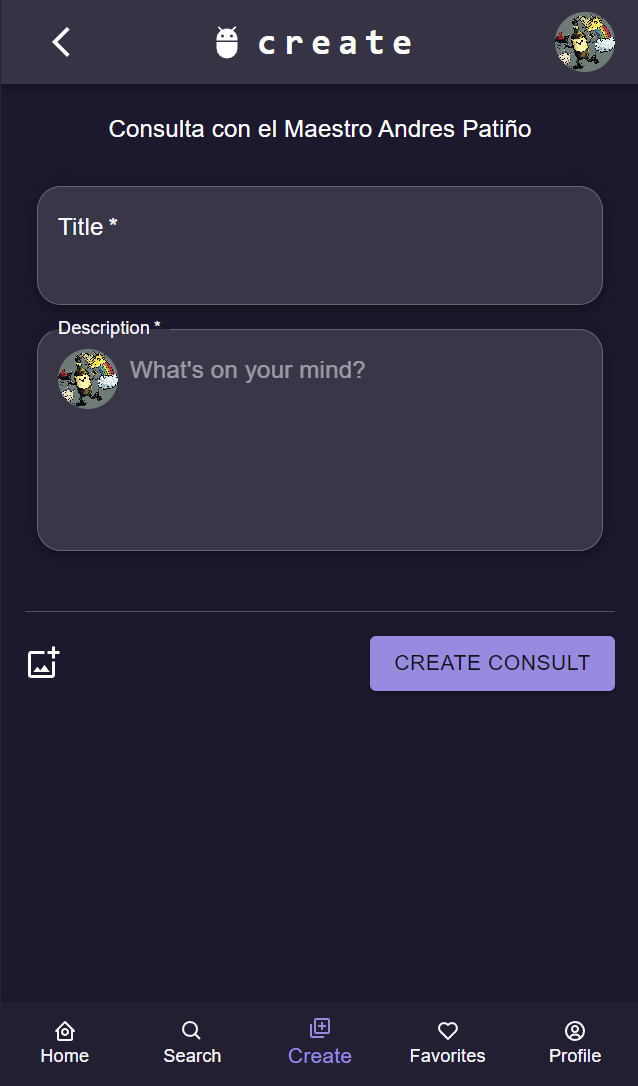 create
Consulta con el Maestro Andres Patiño
Title *
Description *
What's on your mind?
CREATE CONSULT
Home
Search
Create
Favorites
Profile